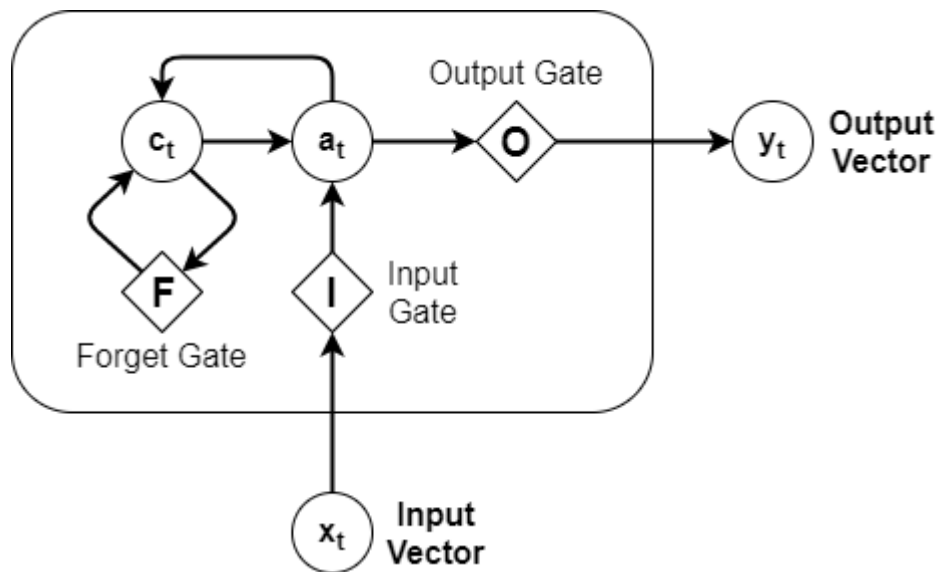 Output Gate
c_t
a_t
O
y_t
Output
Vector
F
I
Input
Gate
Forget Gate
x_t
Input
Vector